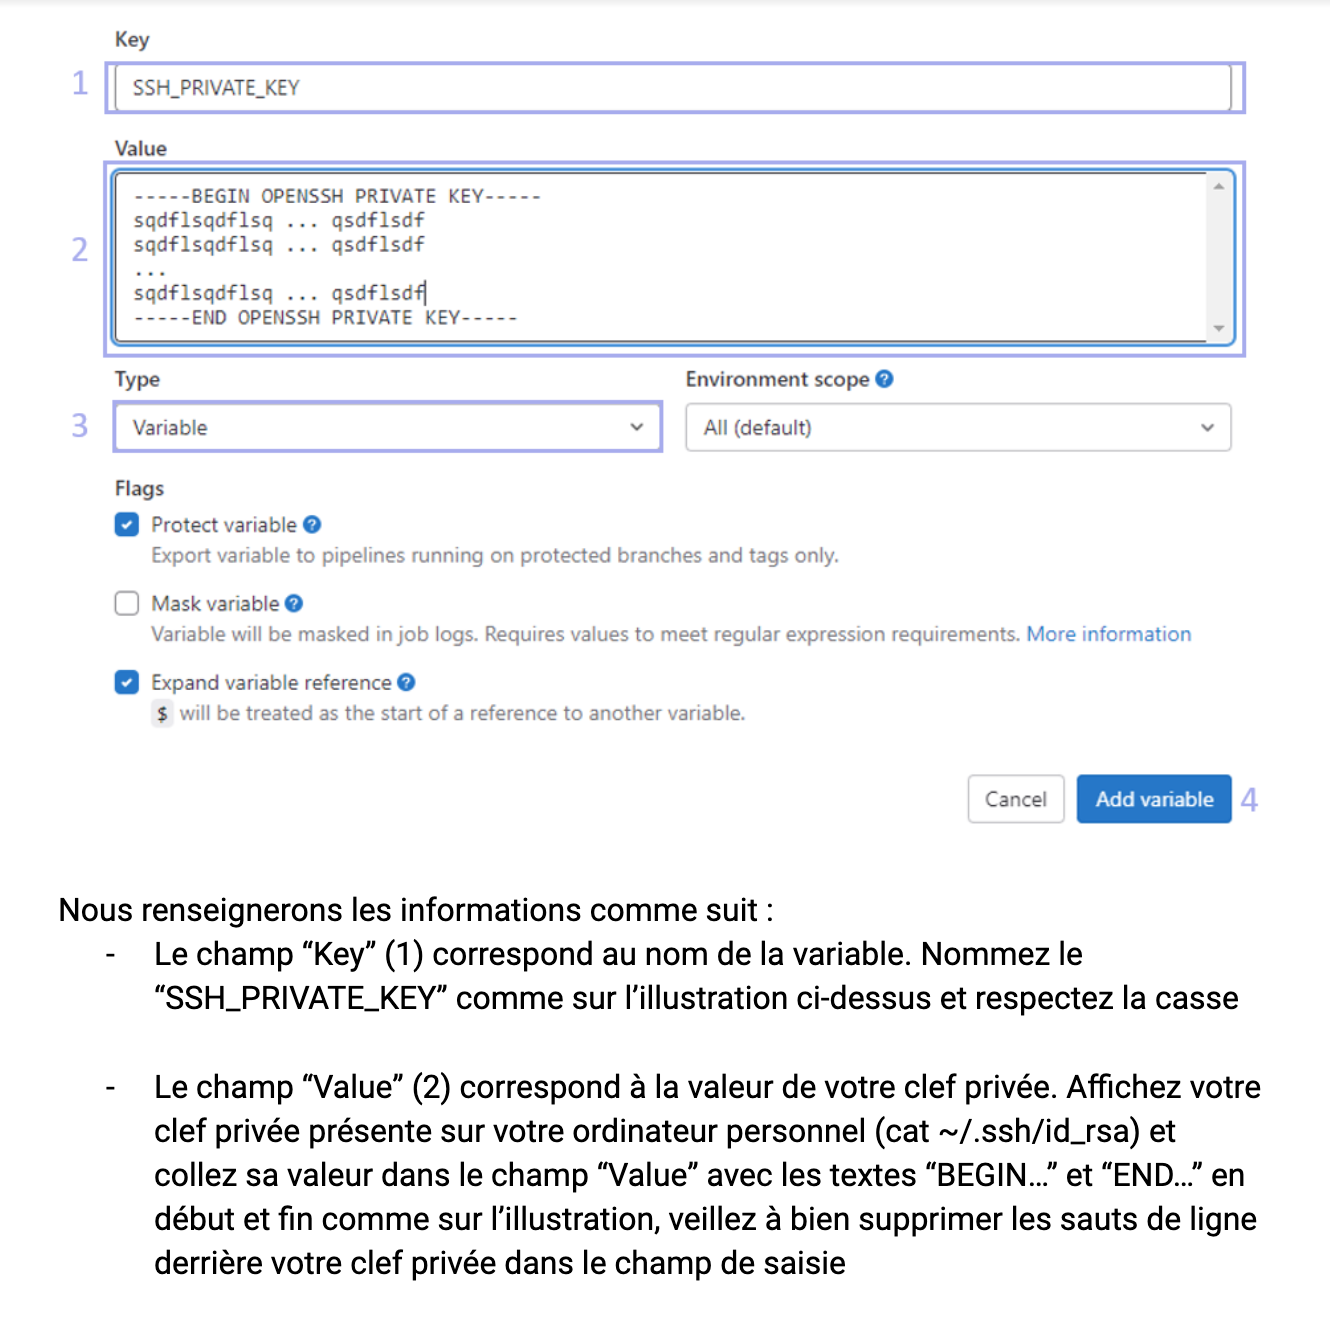 Key
1
SSH_PRIVATE_KEY
Value
2
-----BEGIN OPENSSH PRIVATE KEY-----
sqdflsqdflsq ... qsdflsdf
sqdflsqdflsq ... qsdflsdf
...
sqdflsqdflsq ... qsdflsdf
-----END OPENSSH PRIVATE KEY-----
Type
Environment scope ?
3
Variable
All (default)
Flags
Protect variable ?
Export variable to pipelines running on protected branches and tags only.
Mask variable ?
Variable will be masked in job logs. Requires values to meet regular expression requirements. More information
Expand variable reference ?
$ will be treated as the start of a reference to another variable.
Cancel
Add variable
4
Nous renseignerons les informations comme suit :
- Le champ “Key” (1) correspond au nom de la variable. Nommez le
“SSH_PRIVATE_KEY” comme sur l’illustration ci-dessus et respectez la casse
- Le champ “Value” (2) correspond à la valeur de votre clef privée. Affichez votre
clef privée présente sur votre ordinateur personnel (cat ~/.ssh/id_rsa) et
collez sa valeur dans le champ “Value” avec les textes “BEGIN…” et “END…” en
début et fin comme sur l’illustration, veillez à bien supprimer les sauts de ligne
derrière votre clef privée dans le champ de saisie